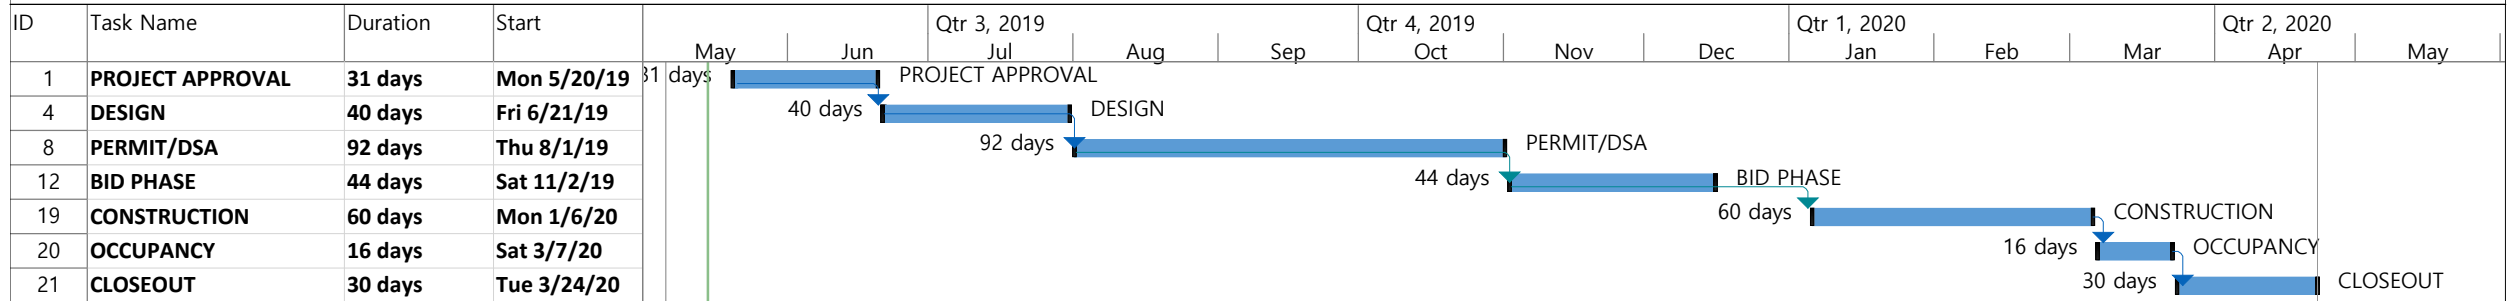 ID Task Name Duration Start Qtr 3, 2019 Qtr 4, 2019 Qtr 1, 2020 Qtr 2, 2020
May Jun Jul Aug Sep Oct Nov Dec Jan Feb Mar Apr May
1 PROJECT APPROVAL 31 days Mon 5/20/19 31 days PROJECT APPROVAL
4 DESIGN 40 days Fri 6/21/19 40 days DESIGN
8 PERMIT/DSA 92 days Thu 8/1/19 92 days PERMIT/DSA
12 BID PHASE 44 days Sat 11/2/19 44 days BID PHASE
19 CONSTRUCTION 60 days Mon 1/6/20 60 days CONSTRUCTION
20 OCCUPANCY 16 days Sat 3/7/20 16 days OCCUPANCY
21 CLOSEOUT 30 days Tue 3/24/20 30 days CLOSEOUT